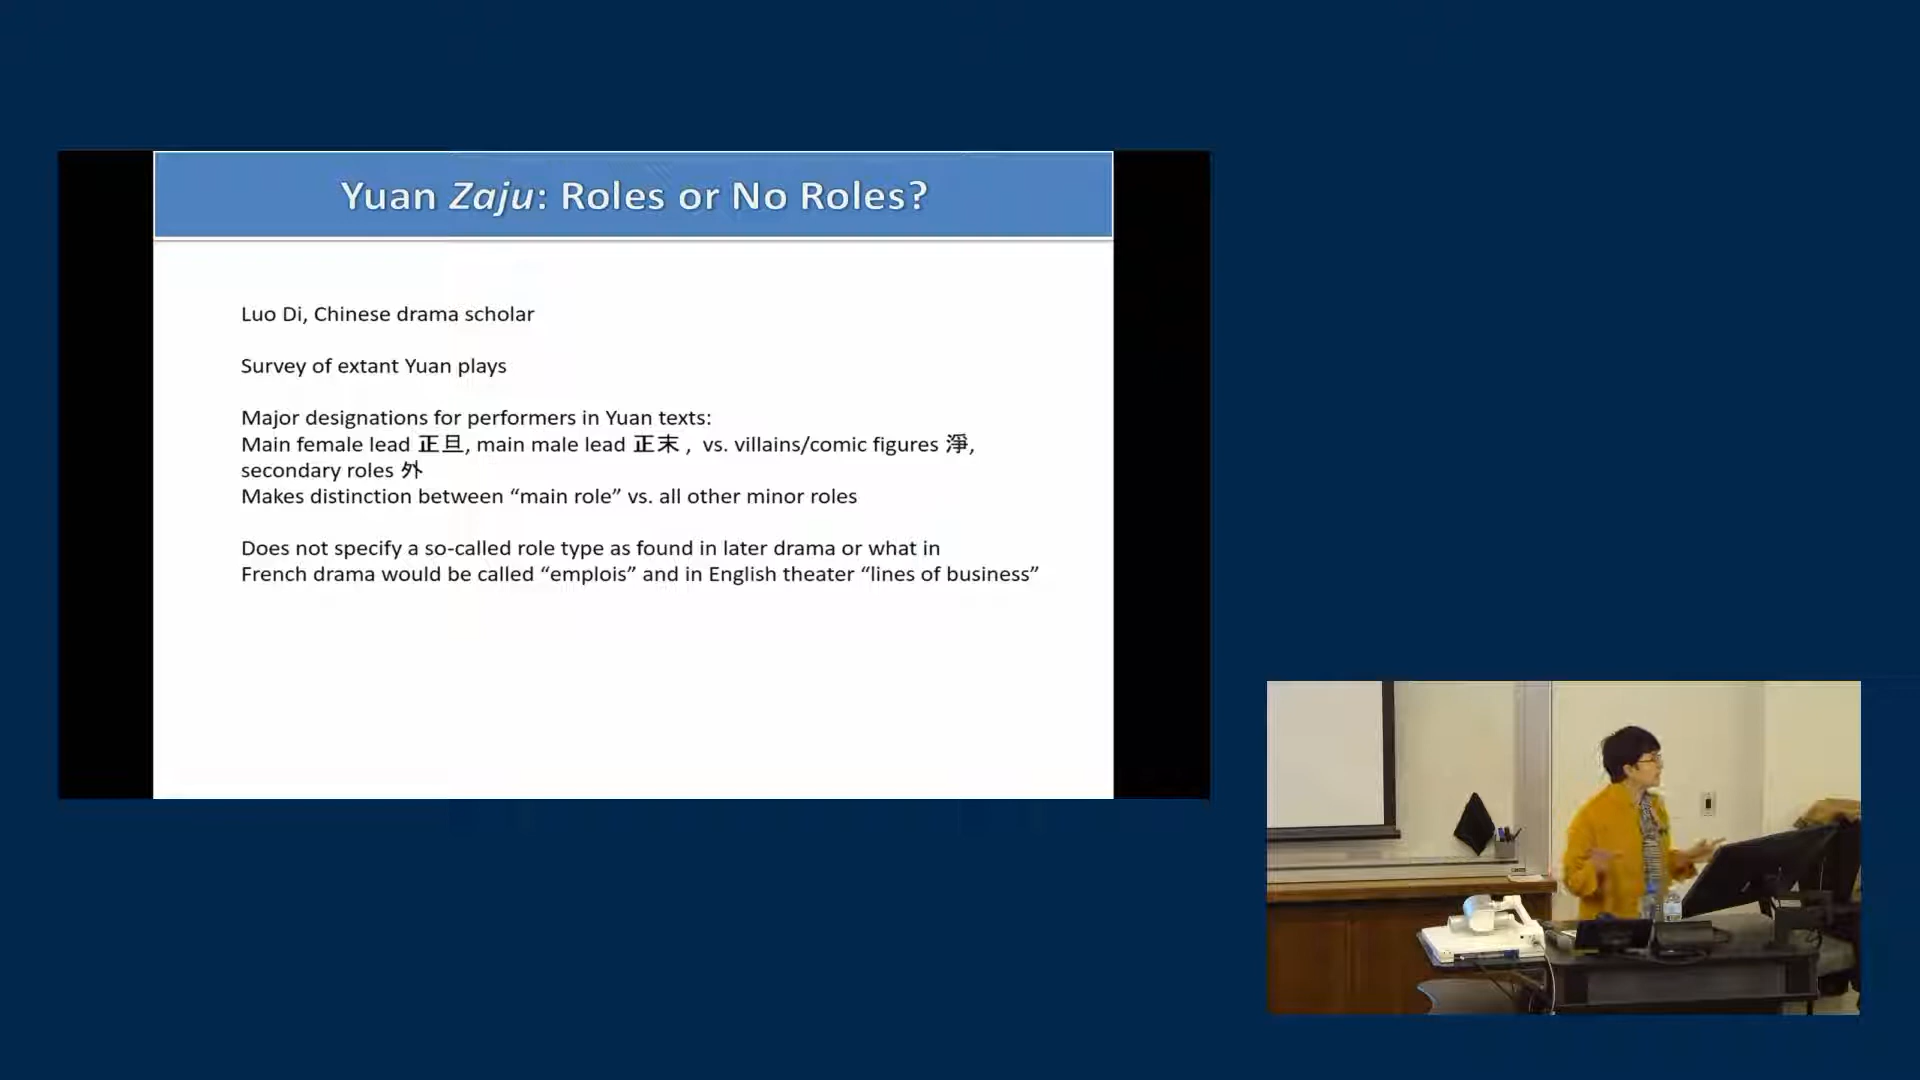 Yuan Zaju: Roles or No Roles?
Luo Di, Chinese drama scholar
Survey of extant Yuan plays
Major designations for performers in Yuan texts:
Main female lead 正旦, main male lead 正末 , vs. villains/comic figures 淨,
secondary roles 外
Makes distinction between “main role” vs. all other minor roles
Does not specify a so-called role type as found in later drama or what in
French drama would be called “emplois” and in English theater “lines of business”